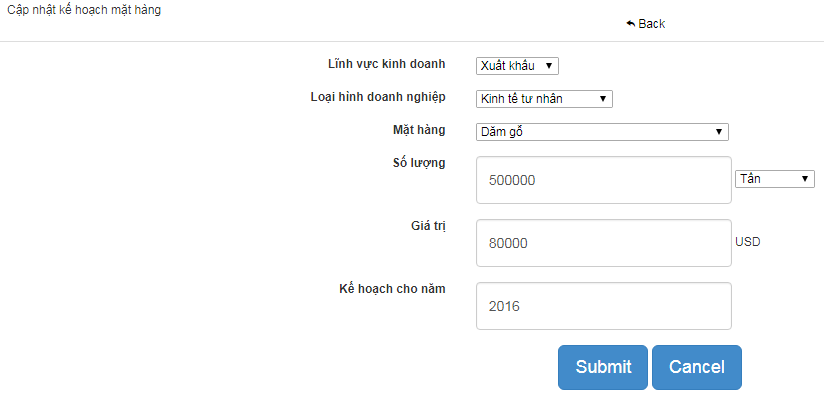 Cập nhật kế hoạch mặt hàng
Back
Lĩnh vực kinh doanh Xuất khẩu
Loại hình doanh nghiệp Kinh tế tư nhân
Mặt hàng Dăm gỗ
Số lượng 500000 Tấn
Giá trị 80000 USD
Kế hoạch cho năm 2016
Submit Cancel